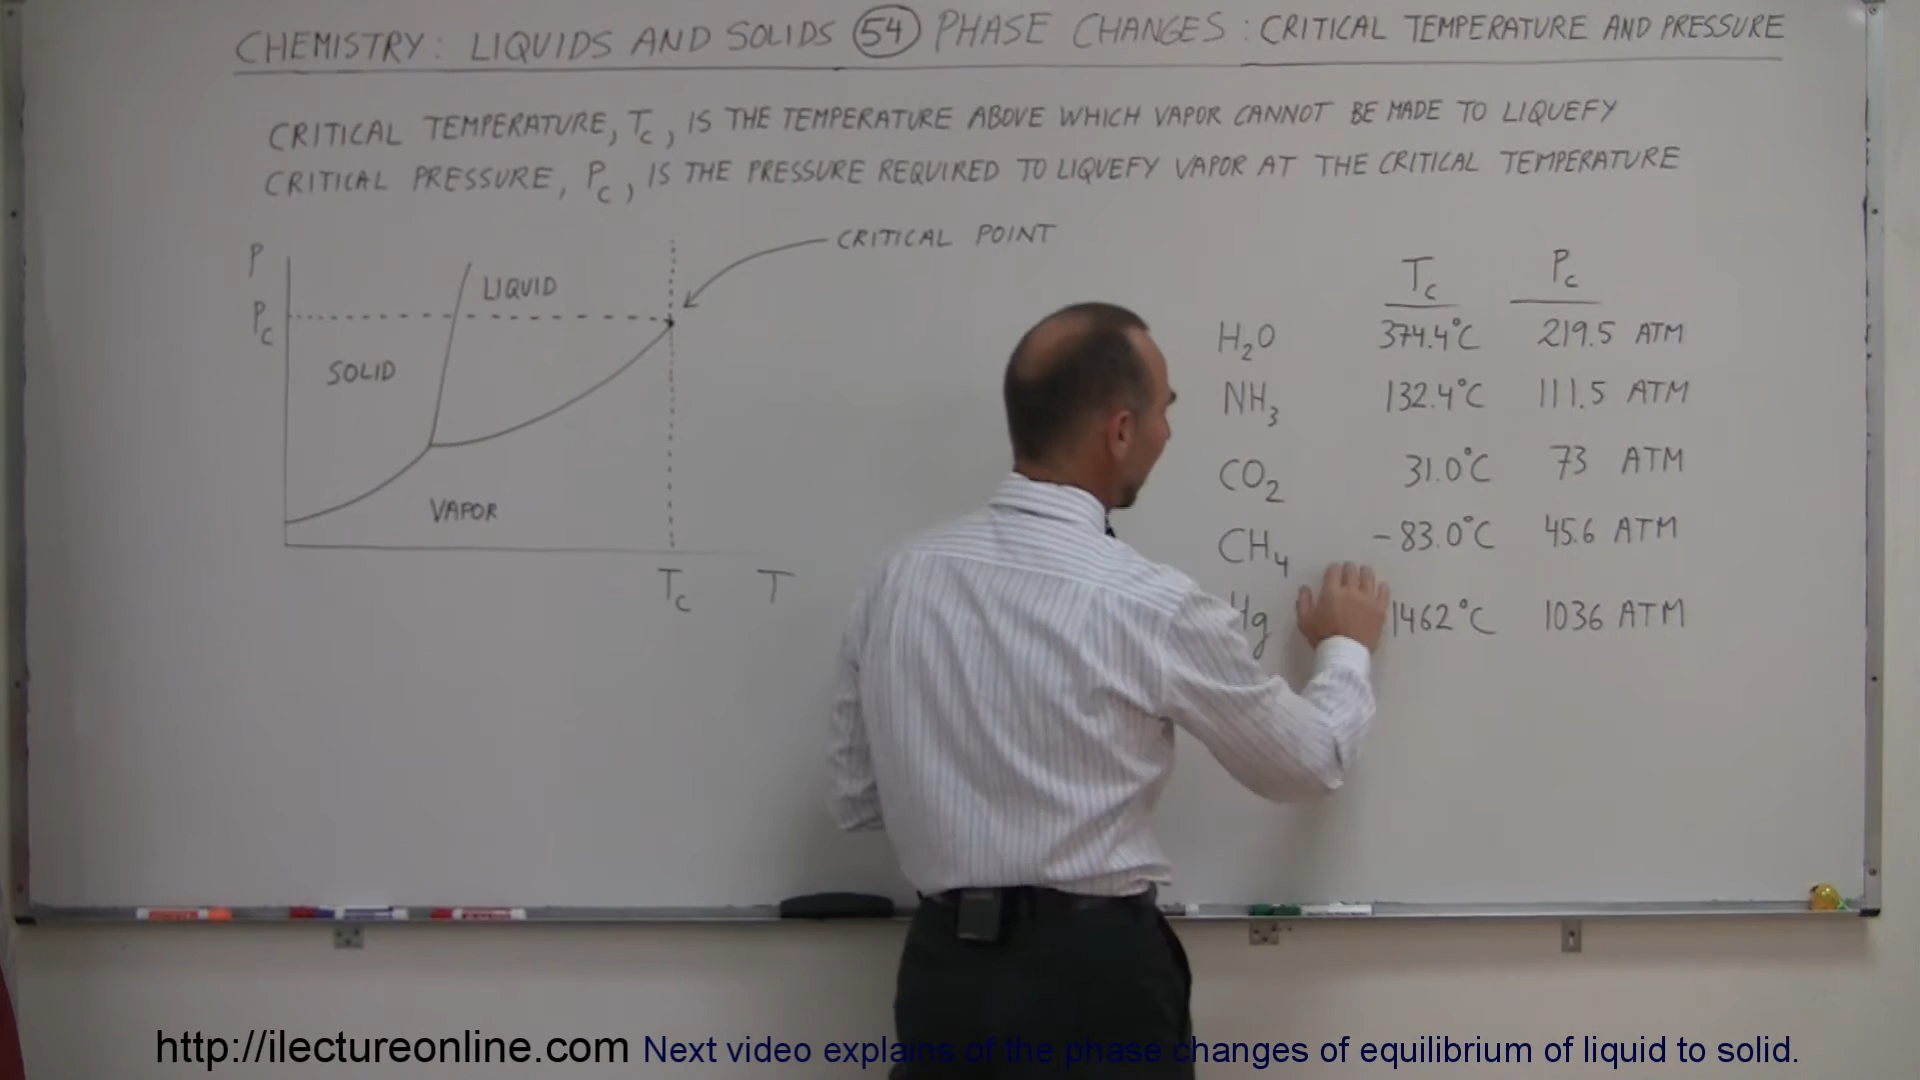 CHEMISTRY: LIQUIDS AND SOLIDS 54 PHASE CHANGES: CRITICAL TEMPERATURE AND PRESSURE
CRITICAL TEMPERATURE, Tc, IS THE TEMPERATURE ABOVE WHICH VAPOR CANNOT BE MADE TO LIQUEFY
CRITICAL PRESSURE, Pc, IS THE PRESSURE REQUIRED TO LIQUEFY VAPOR AT THE CRITICAL TEMPERATURE
CRITICAL POINT
P
Pc
LIQUID
SOLID
VAPOR
Tc T
Tc Pc
H2O 374.4°C 219.5 ATM
NH3 132.4°C 111.5 ATM
CO2 31.0°C 73 ATM
CH4 -83.0°C 45.6 ATM
Hg 1462°C 1036 ATM
http://ilectureonline.com Next video explains of the phase changes of equilibrium of liquid to solid.